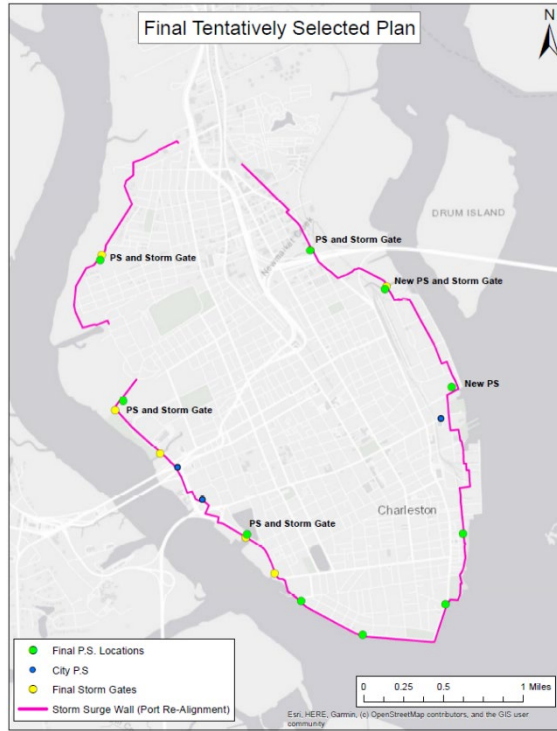 Final Tentatively Selected Plan
N
DRUM ISLAND
PS and Storm Gate
PS and Storm Gate
New PS and Storm Gate
New PS
PS and Storm Gate
PS and Storm Gate
Charleston
Final P.S. Locations
City P.S
Final Storm Gates
Storm Surge Wall (Port Re-Alignment)
0 0.25 0.5 1 Miles
Esri, HERE, Garmin, (c) OpenStreetMap contributors, and the GIS user
community